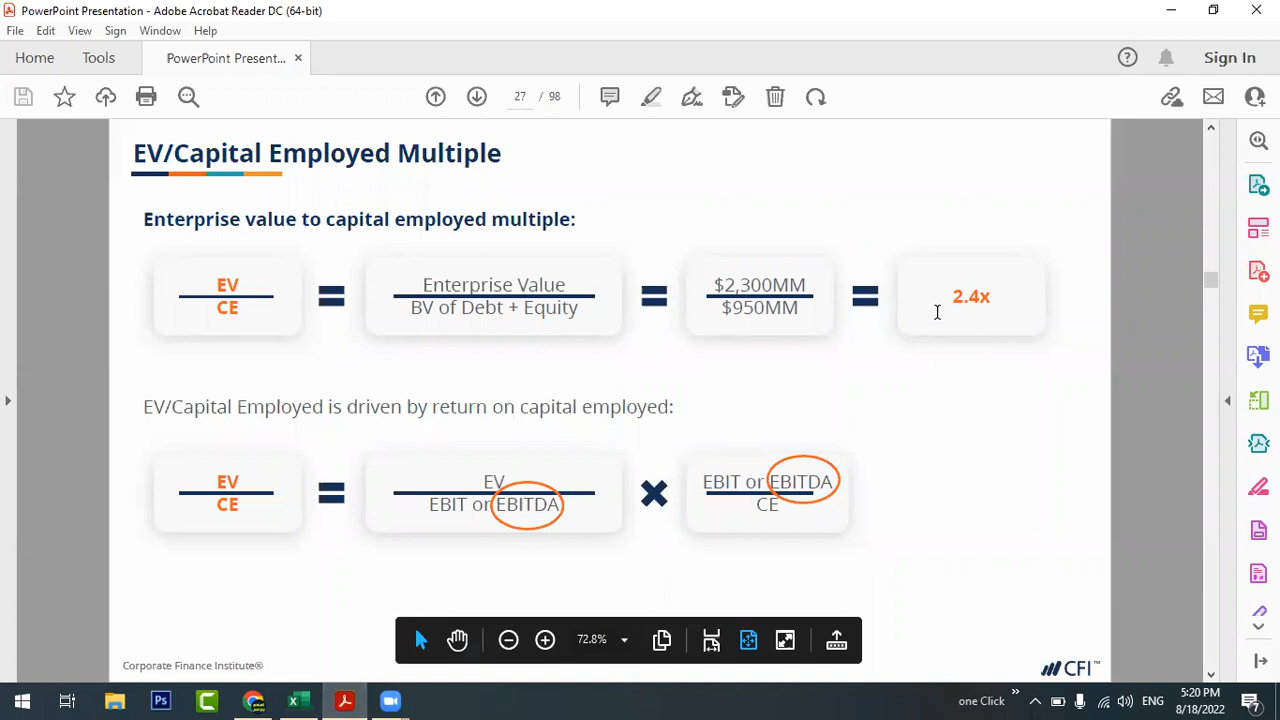 PowerPoint Presentation - Adobe Acrobat Reader DC (64-bit)
File Edit View Sign Window Help
Home Tools PowerPoint Present... ×
Sign In
27 / 98
EV/Capital Employed Multiple
Enterprise value to capital employed multiple:
EV
CE
=
Enterprise Value
BV of Debt + Equity
=
$2,300MM
$950MM
=
2.4x
EV/Capital Employed is driven by return on capital employed:
EV
CE
=
EV
EBIT or EBITDA
×
EBIT or EBITDA
CE
72.8%
Corporate Finance Institute®
CFI™
Ps
C
one Click
ENG
5:20 PM
8/18/2022
7